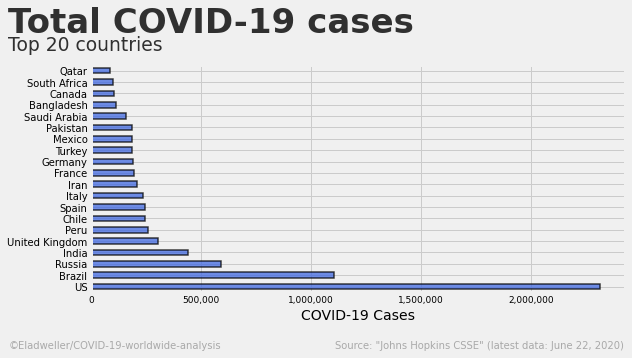 Total COVID-19 cases
Top 20 countries
Qatar
South Africa
Canada
Bangladesh
Saudi Arabia
Pakistan
Mexico
Turkey
Germany
France
Iran
Italy
Spain
Chile
Peru
United Kingdom
India
Russia
Brazil
US
0 500,000 1,000,000 1,500,000 2,000,000
COVID-19 Cases
©Eladweller/COVID-19-worldwide-analysis Source: "Johns Hopkins CSSE" (latest data: June 22, 2020)